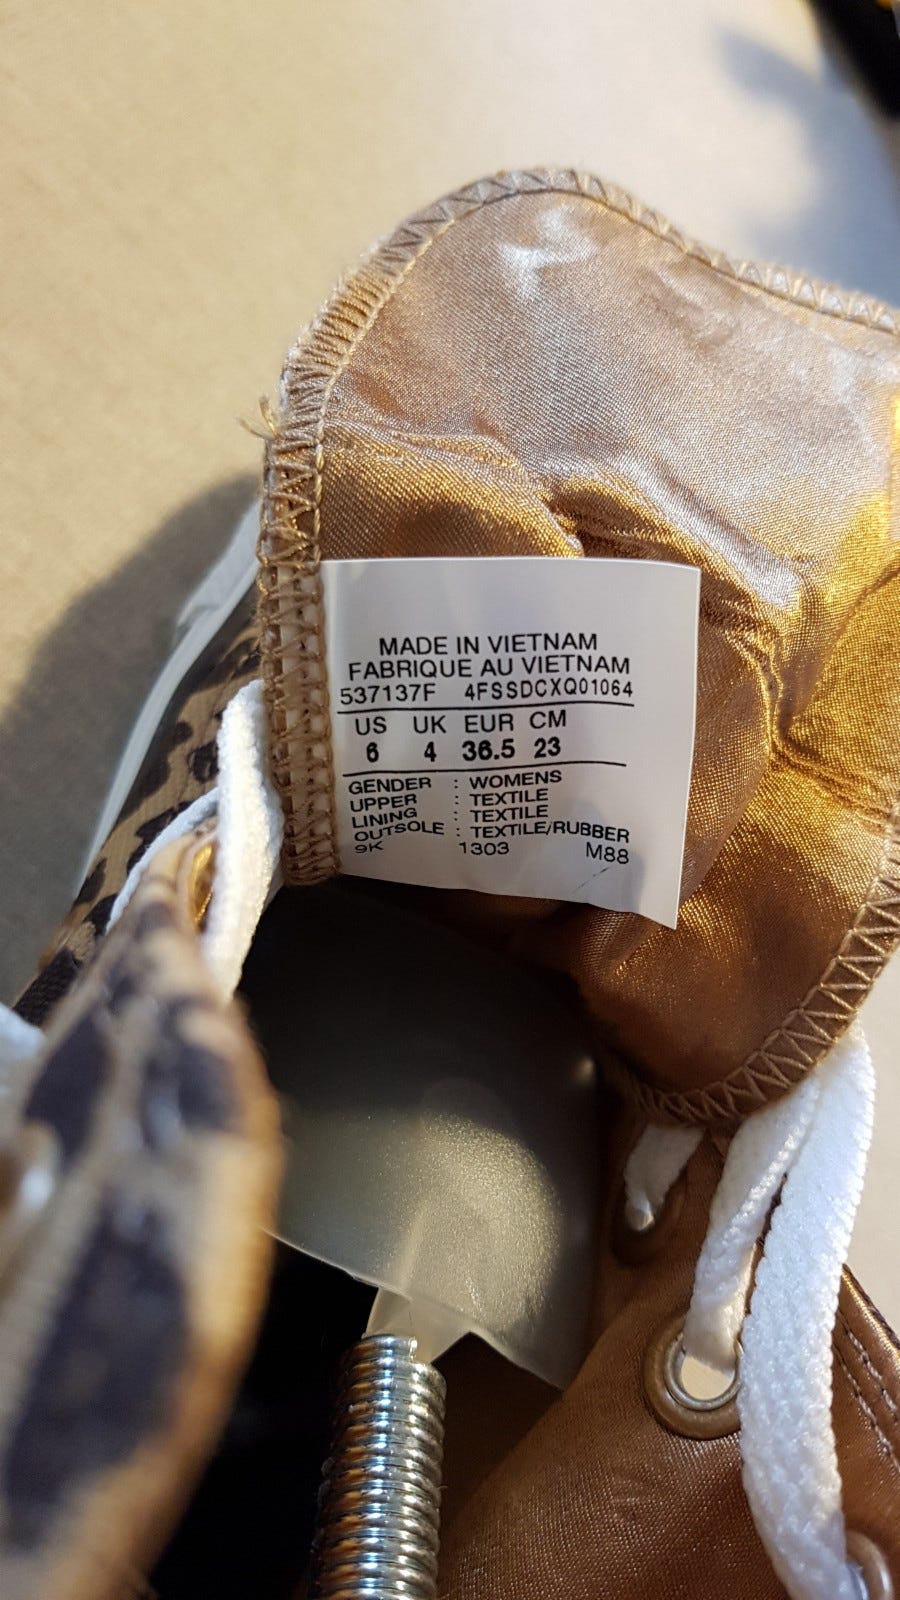 MADE IN VIETNAM
FABRIQUE AU VIETNAM
537137F 4FSSDCXQ01064
US UK EUR CM
6 4 36.5 23
GENDER : WOMENS
UPPER : TEXTILE
LINING : TEXTILE
OUTSOLE : TEXTILE/RUBBER
9K 1303 M88